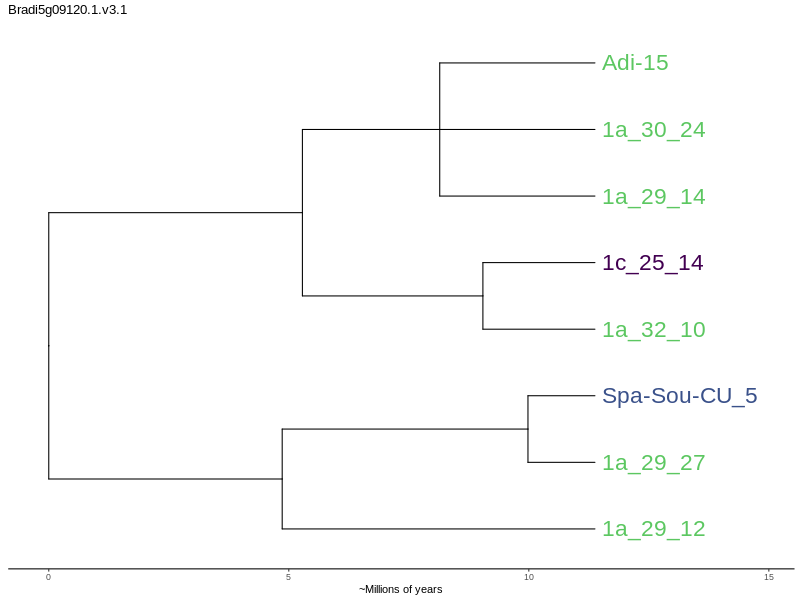 Bradi5g09120.1.v3.1
Adi-15
1a_30_24
1a_29_14
1c_25_14
1a_32_10
Spa-Sou-CU_5
1a_29_27
1a_29_12
0 5 10 15
~Millions of years